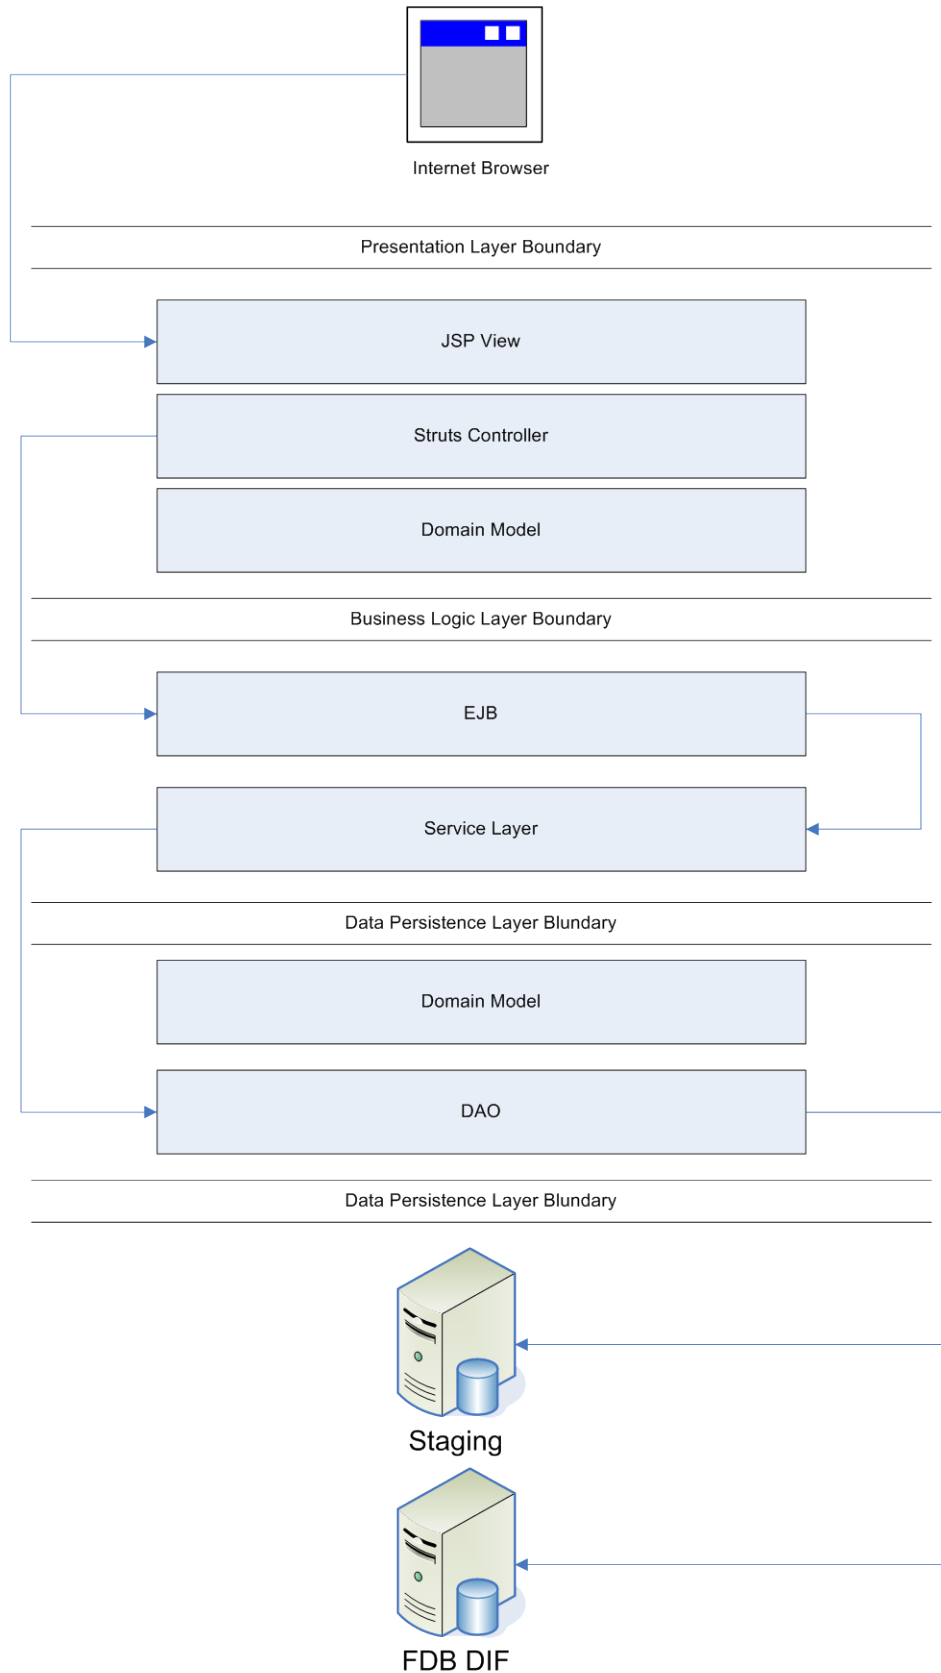 Internet Browser
Presentation Layer Boundary
JSP View
Struts Controller
Domain Model
Business Logic Layer Boundary
EJB
Service Layer
Data Persistence Layer Blundary
Domain Model
DAO
Data Persistence Layer Blundary
Staging
FDB DIF